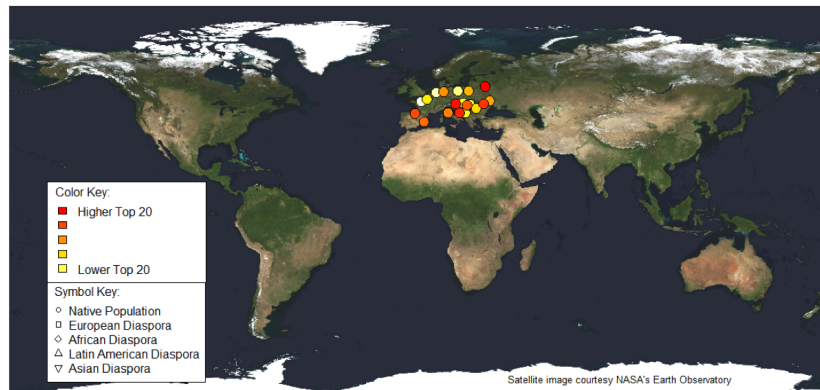 Color Key:
Higher Top 20
Lower Top 20
Symbol Key:
Native Population
European Diaspora
African Diaspora
Latin American Diaspora
Asian Diaspora
Satellite image courtesy NASA's Earth Observatory